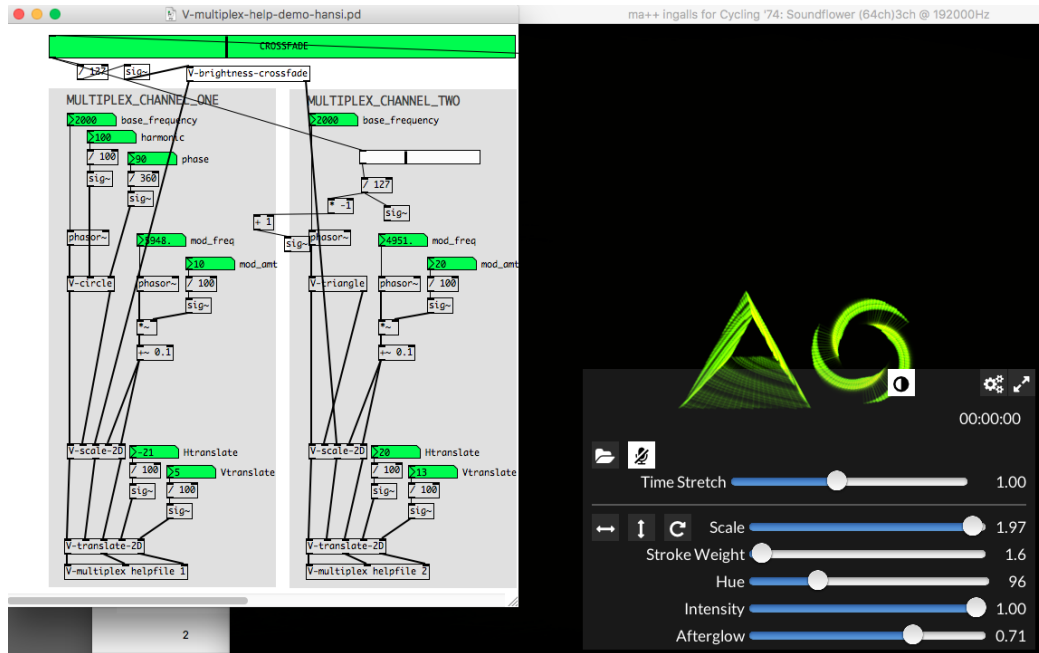 V-multiplex-help-demo-hansi.pd
CROSSFADE
/ 127
sig~
V-brightness-crossfade
MULTIPLEX_CHANNEL_ONE
2000
base_frequency
100
harmonic
/ 100
90
phase
sig~
/ 360
sig~
phasor~
mod_freq
10
mod_amt
V-circle
phasor~
/ 100
sig~
*~
+~ 0.1
V-scale-2D
-21
Htranslate
/ 100
5
Vtranslate
sig~
/ 100
sig~
V-translate-2D
V-multiplex helpfile 1
MULTIPLEX_CHANNEL_TWO
2000
base_frequency
/ 127
* -1
sig~
+ 1
sig~
phasor~
4951.
mod_freq
20
mod_amt
V-triangle
phasor~
/ 100
sig~
*~
+~ 0.1
V-scale-2D
20
Htranslate
/ 100
13
Vtranslate
sig~
/ 100
sig~
V-translate-2D
V-multiplex helpfile 2
2
ma++ ingalls for Cycling '74: Soundflower (64ch)3ch @ 192000Hz
00:00:00
Time Stretch 1.00
Scale 1.97
Stroke Weight 1.6
Hue 96
Intensity 1.00
Afterglow 0.71